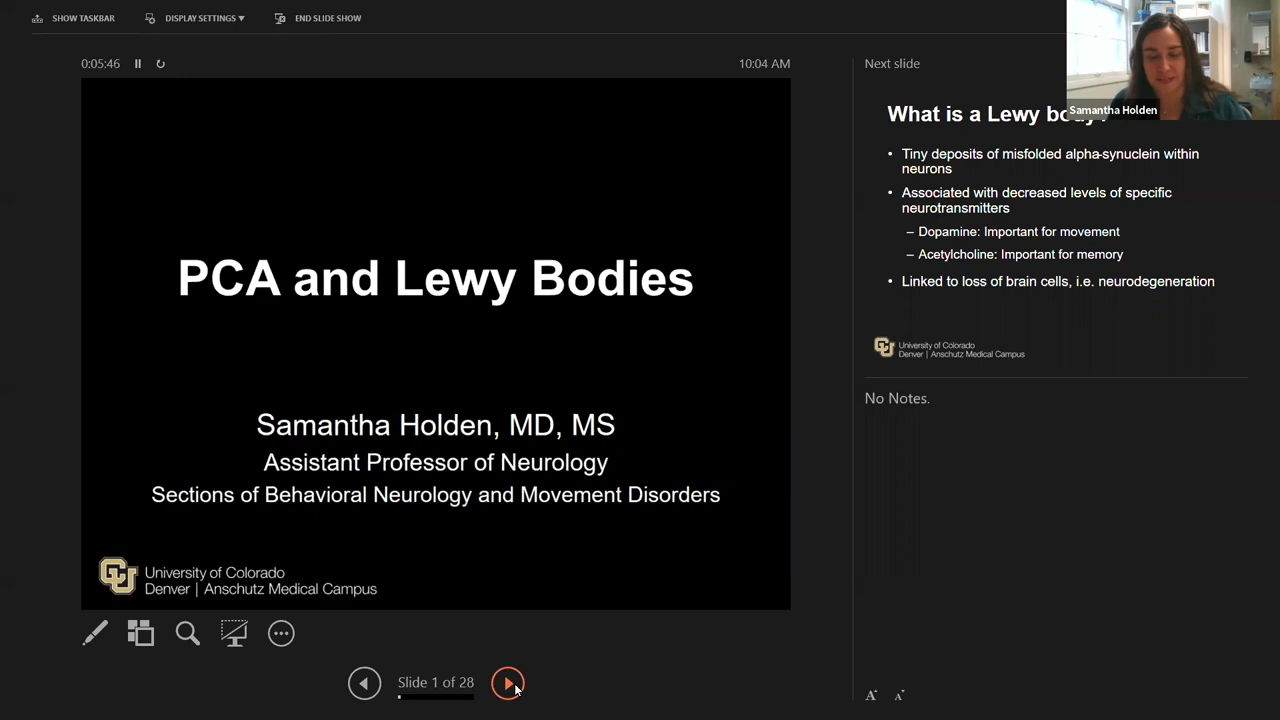 SHOW TASKBAR
DISPLAY SETTINGS ▾
END SLIDE SHOW
0:05:46
10:04 AM
PCA and Lewy Bodies
Samantha Holden, MD, MS
Assistant Professor of Neurology
Sections of Behavioral Neurology and Movement Disorders
CU
University of Colorado
Denver | Anschutz Medical Campus
Slide 1 of 28
Next slide
Samantha Holden
What is a Lewy body?
• Tiny deposits of misfolded alpha-synuclein within
neurons
• Associated with decreased levels of specific
neurotransmitters
– Dopamine: Important for movement
– Acetylcholine: Important for memory
• Linked to loss of brain cells, i.e. neurodegeneration
CU
University of Colorado
Denver | Anschutz Medical Campus
No Notes.
A
A